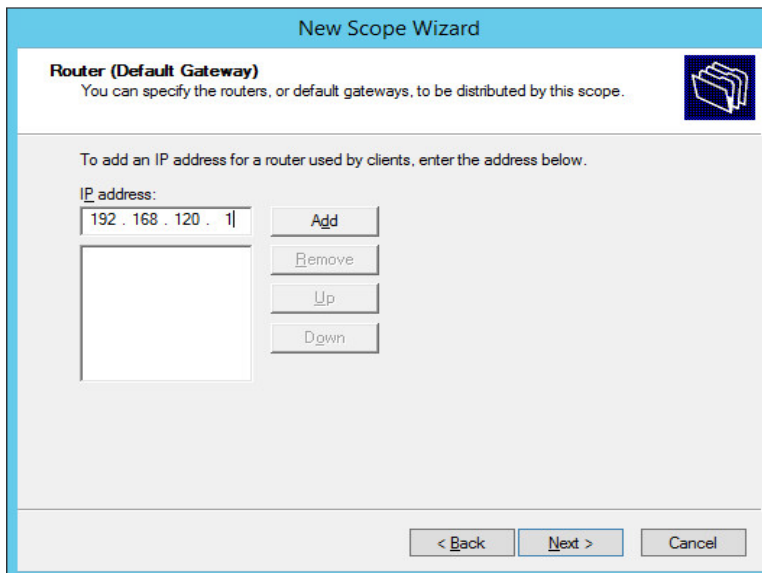 New Scope Wizard
Router (Default Gateway)
You can specify the routers, or default gateways, to be distributed by this scope.
To add an IP address for a router used by clients, enter the address below.
IP address:
192 . 168 . 120 . 1
Add
Remove
Up
Down
< Back
Next >
Cancel